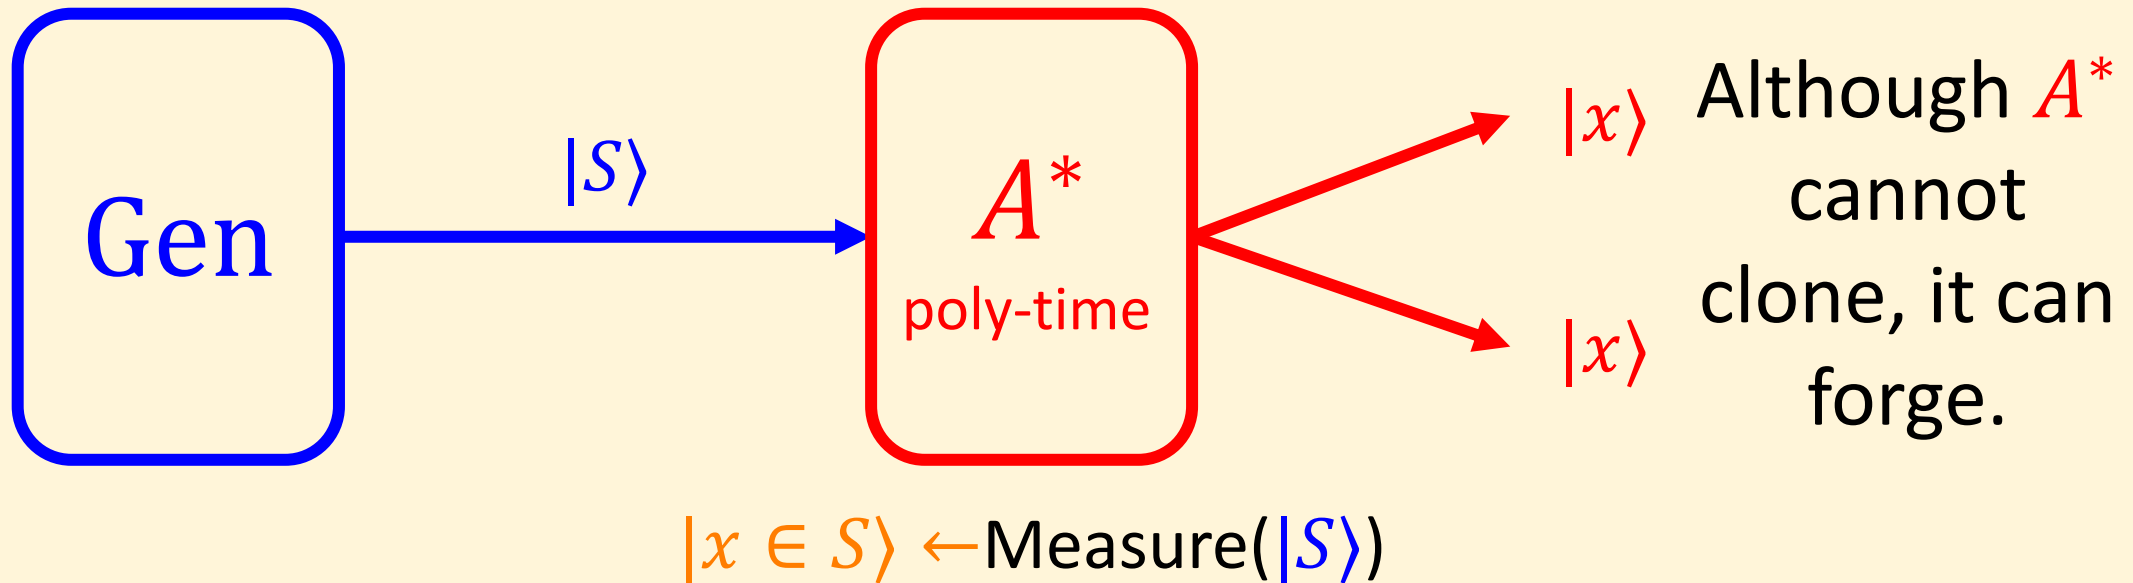 Gen
|S⟩
A*
poly-time
|x⟩
|x⟩
Although A*
cannot
clone, it can
forge.
|x ∈ S⟩ ←Measure(|S⟩)